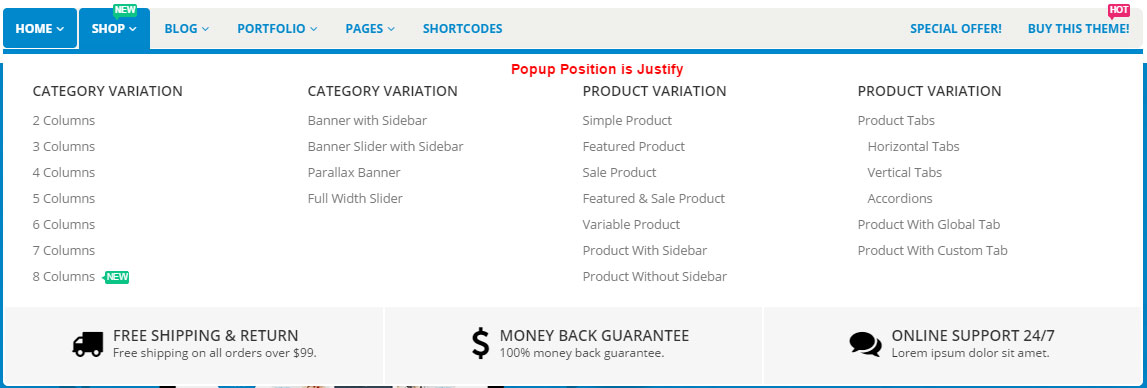 NEW
HOT
HOME SHOP BLOG PORTFOLIO PAGES SHORTCODES SPECIAL OFFER! BUY THIS THEME!
Popup Position is Justify
CATEGORY VARIATION
2 Columns
3 Columns
4 Columns
5 Columns
6 Columns
7 Columns
8 Columns NEW
CATEGORY VARIATION
Banner with Sidebar
Banner Slider with Sidebar
Parallax Banner
Full Width Slider
PRODUCT VARIATION
Simple Product
Featured Product
Sale Product
Featured & Sale Product
Variable Product
Product With Sidebar
Product Without Sidebar
PRODUCT VARIATION
Product Tabs
Horizontal Tabs
Vertical Tabs
Accordions
Product With Global Tab
Product With Custom Tab
FREE SHIPPING & RETURN
Free shipping on all orders over $99.
MONEY BACK GUARANTEE
100% money back guarantee.
ONLINE SUPPORT 24/7
Lorem ipsum dolor sit amet.